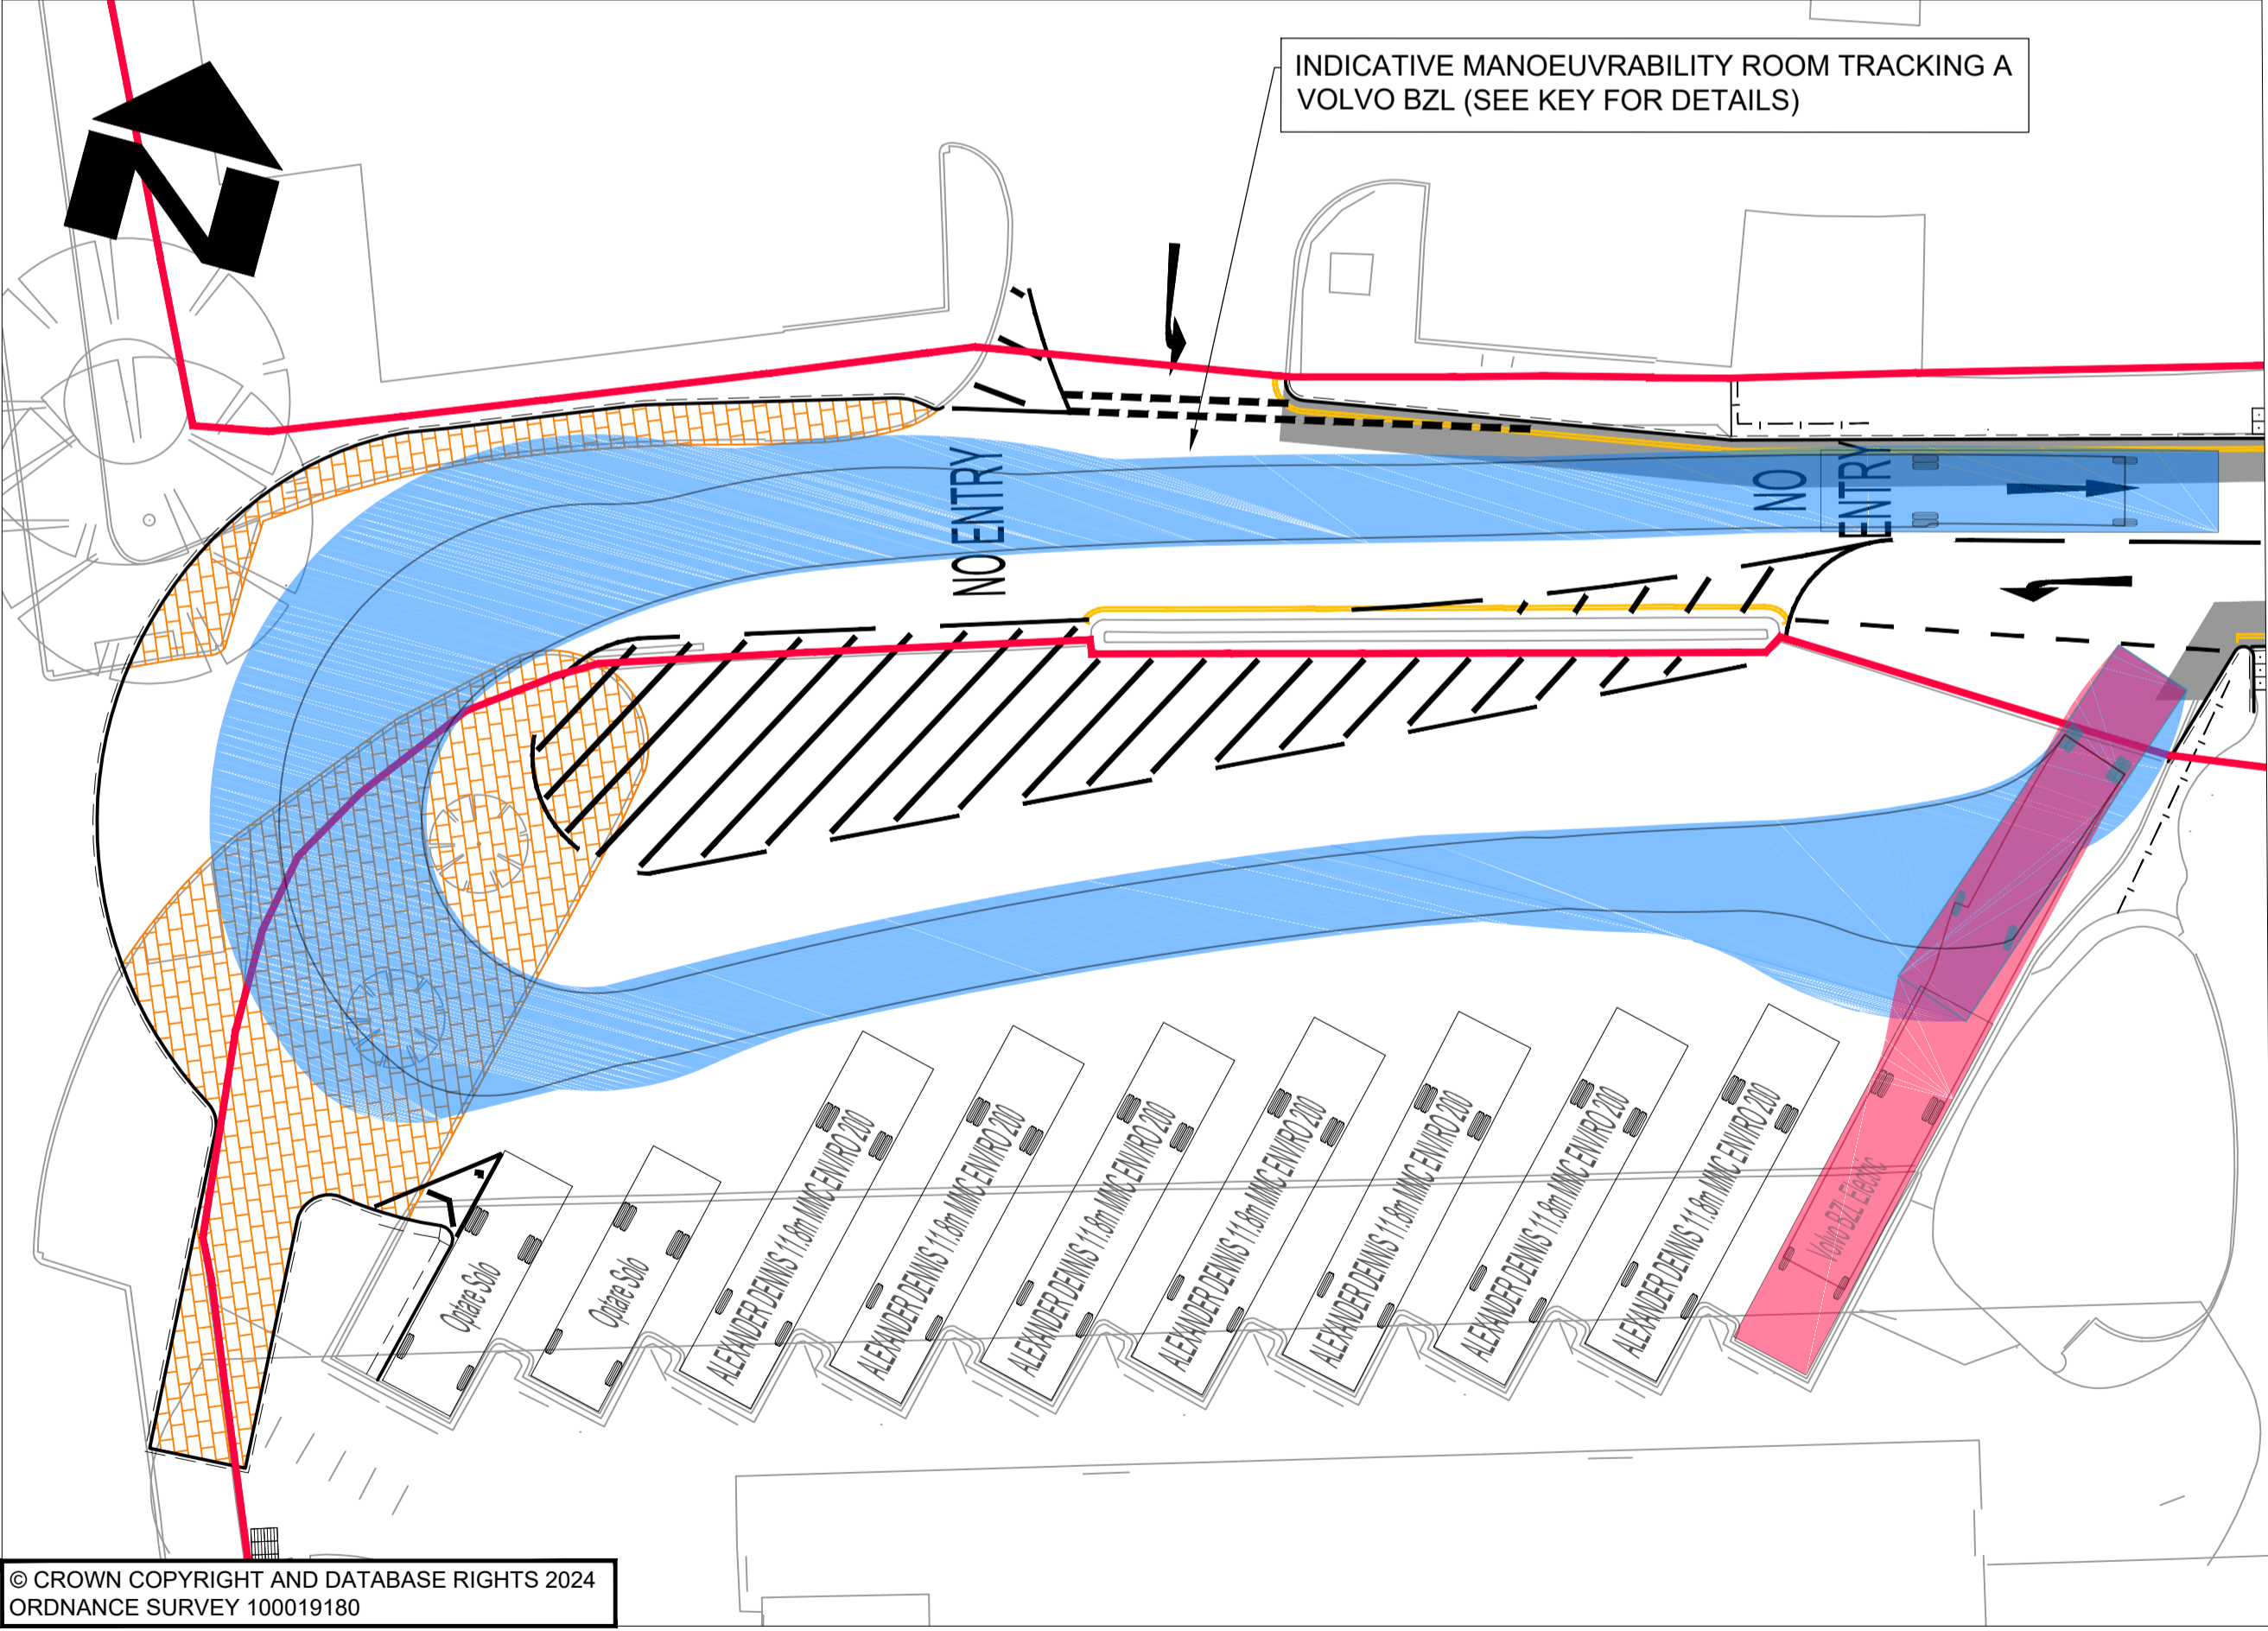 INDICATIVE MANOEUVRABILITY ROOM TRACKING A
VOLVO BZL (SEE KEY FOR DETAILS)
N
NO ENTRY
NO
ENTRY
Optare Solo
Optare Solo
ALEXANDER DENNIS 11.8m MMC ENVIRO 200
ALEXANDER DENNIS 11.8m MMC ENVIRO 200
ALEXANDER DENNIS 11.8m MMC ENVIRO 200
ALEXANDER DENNIS 11.8m MMC ENVIRO 200
ALEXANDER DENNIS 11.8m MMC ENVIRO 200
ALEXANDER DENNIS 11.8m MMC ENVIRO 200
ALEXANDER DENNIS 11.8m MMC ENVIRO 200
Volvo BZL Electric
© CROWN COPYRIGHT AND DATABASE RIGHTS 2024
ORDNANCE SURVEY 100019180